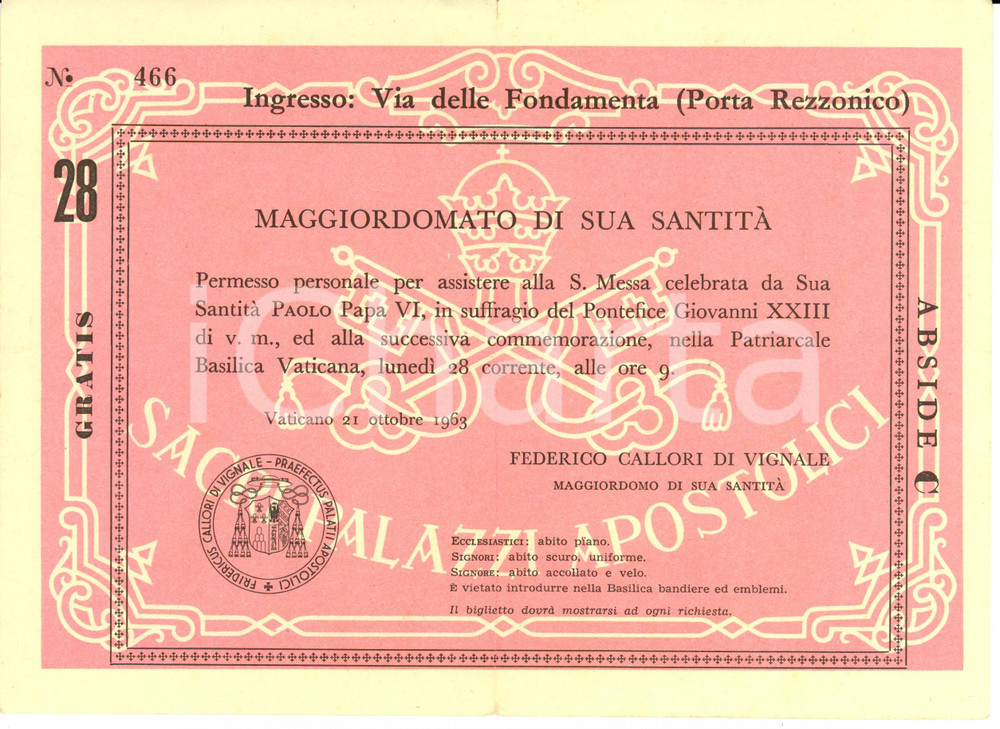 N. 466
Ingresso: Via delle Fondamenta (Porta Rezzonico)
28
GRATIS
ABSIDE C
MAGGIORDOMATO DI SUA SANTITÀ
Permesso personale per assistere alla S. Messa celebrata da Sua
Santità PAOLO Papa VI, in suffragio del Pontefice Giovanni XXIII
di v. m., ed alla successiva commemorazione, nella Patriarcale
Basilica Vaticana, lunedì 28 corrente, alle ore 9.
Vaticano 21 ottobre 1963
FEDERICO CALLORI DI VIGNALE
MAGGIORDOMO DI SUA SANTITÀ
FRIDERICUS CALLORI DI VIGNALE - PRAEFECTUS PALATII APOSTOLICI
SACRI PALAZZI APOSTOLICI
ECCLESIASTICI: abito piano.
SIGNORI: abito scuro, uniforme.
SIGNORE: abito accollato e velo.
È vietato introdurre nella Basilica bandiere ed emblemi.
Il biglietto dovrà mostrarsi ad ogni richiesta.
iCharta